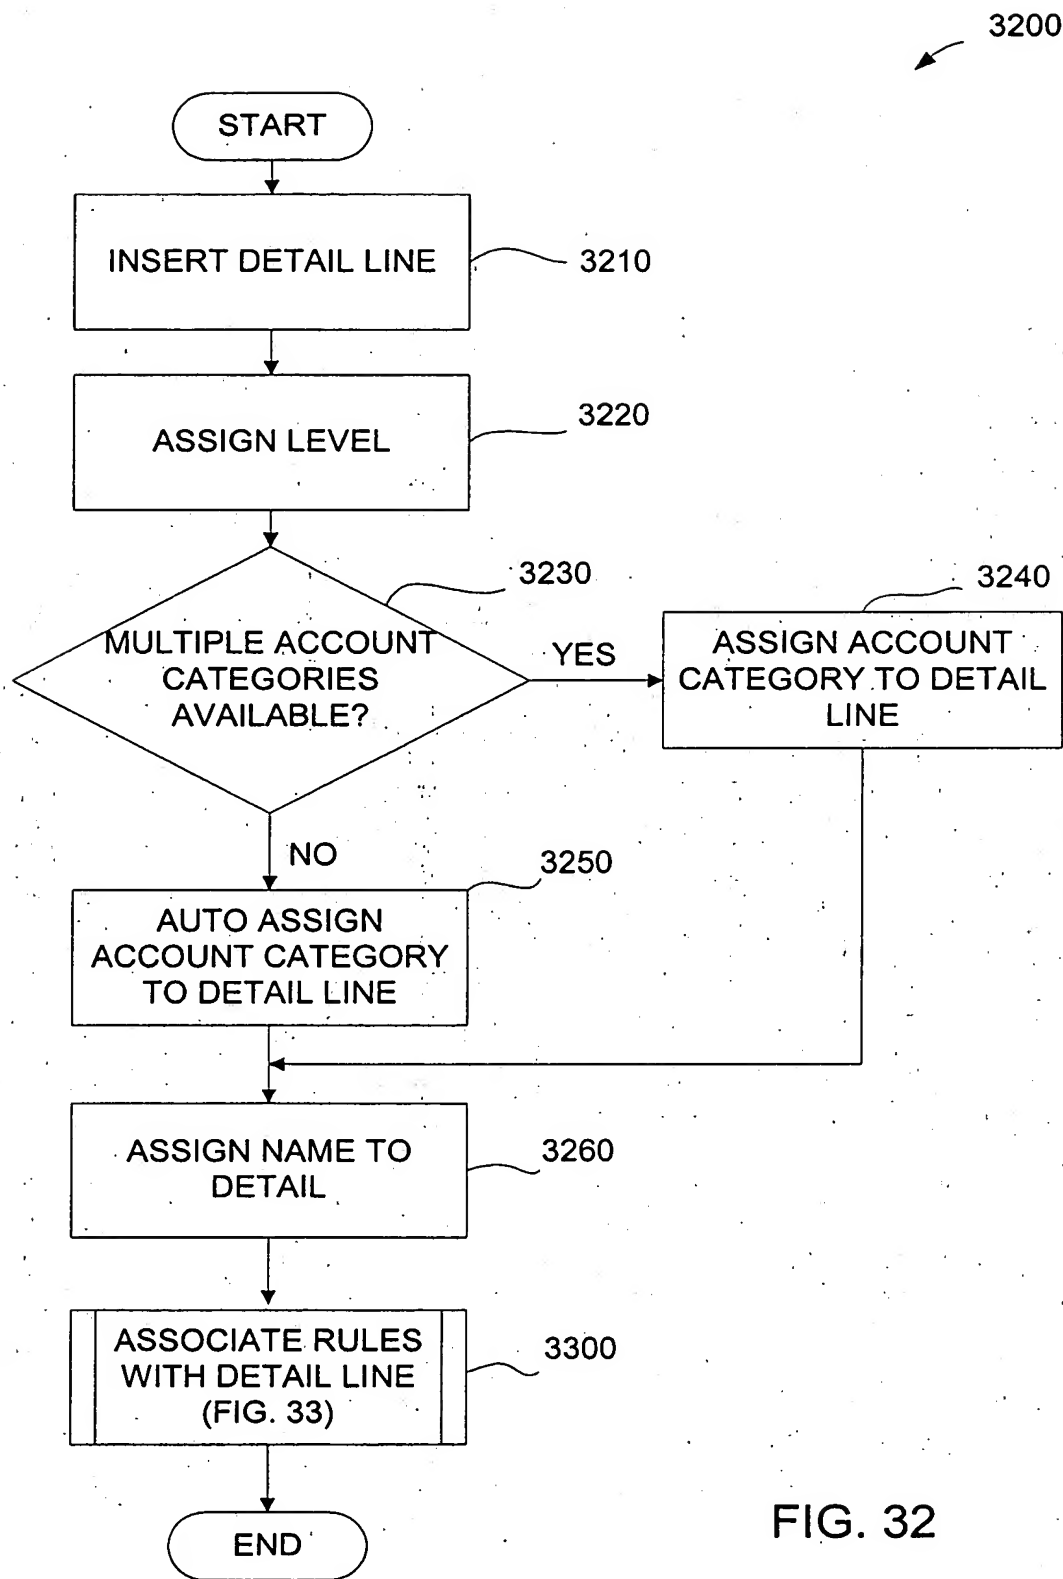 3200
START
INSERT DETAIL LINE
3210
ASSIGN LEVEL
3220
3230
MULTIPLE ACCOUNT
CATEGORIES
AVAILABLE?
YES
3240
ASSIGN ACCOUNT
CATEGORY TO DETAIL
LINE
NO
3250
AUTO ASSIGN
ACCOUNT CATEGORY
TO DETAIL LINE
ASSIGN NAME TO
DETAIL
3260
ASSOCIATE RULES
WITH DETAIL LINE
(FIG. 33)
3300
END
FIG. 32